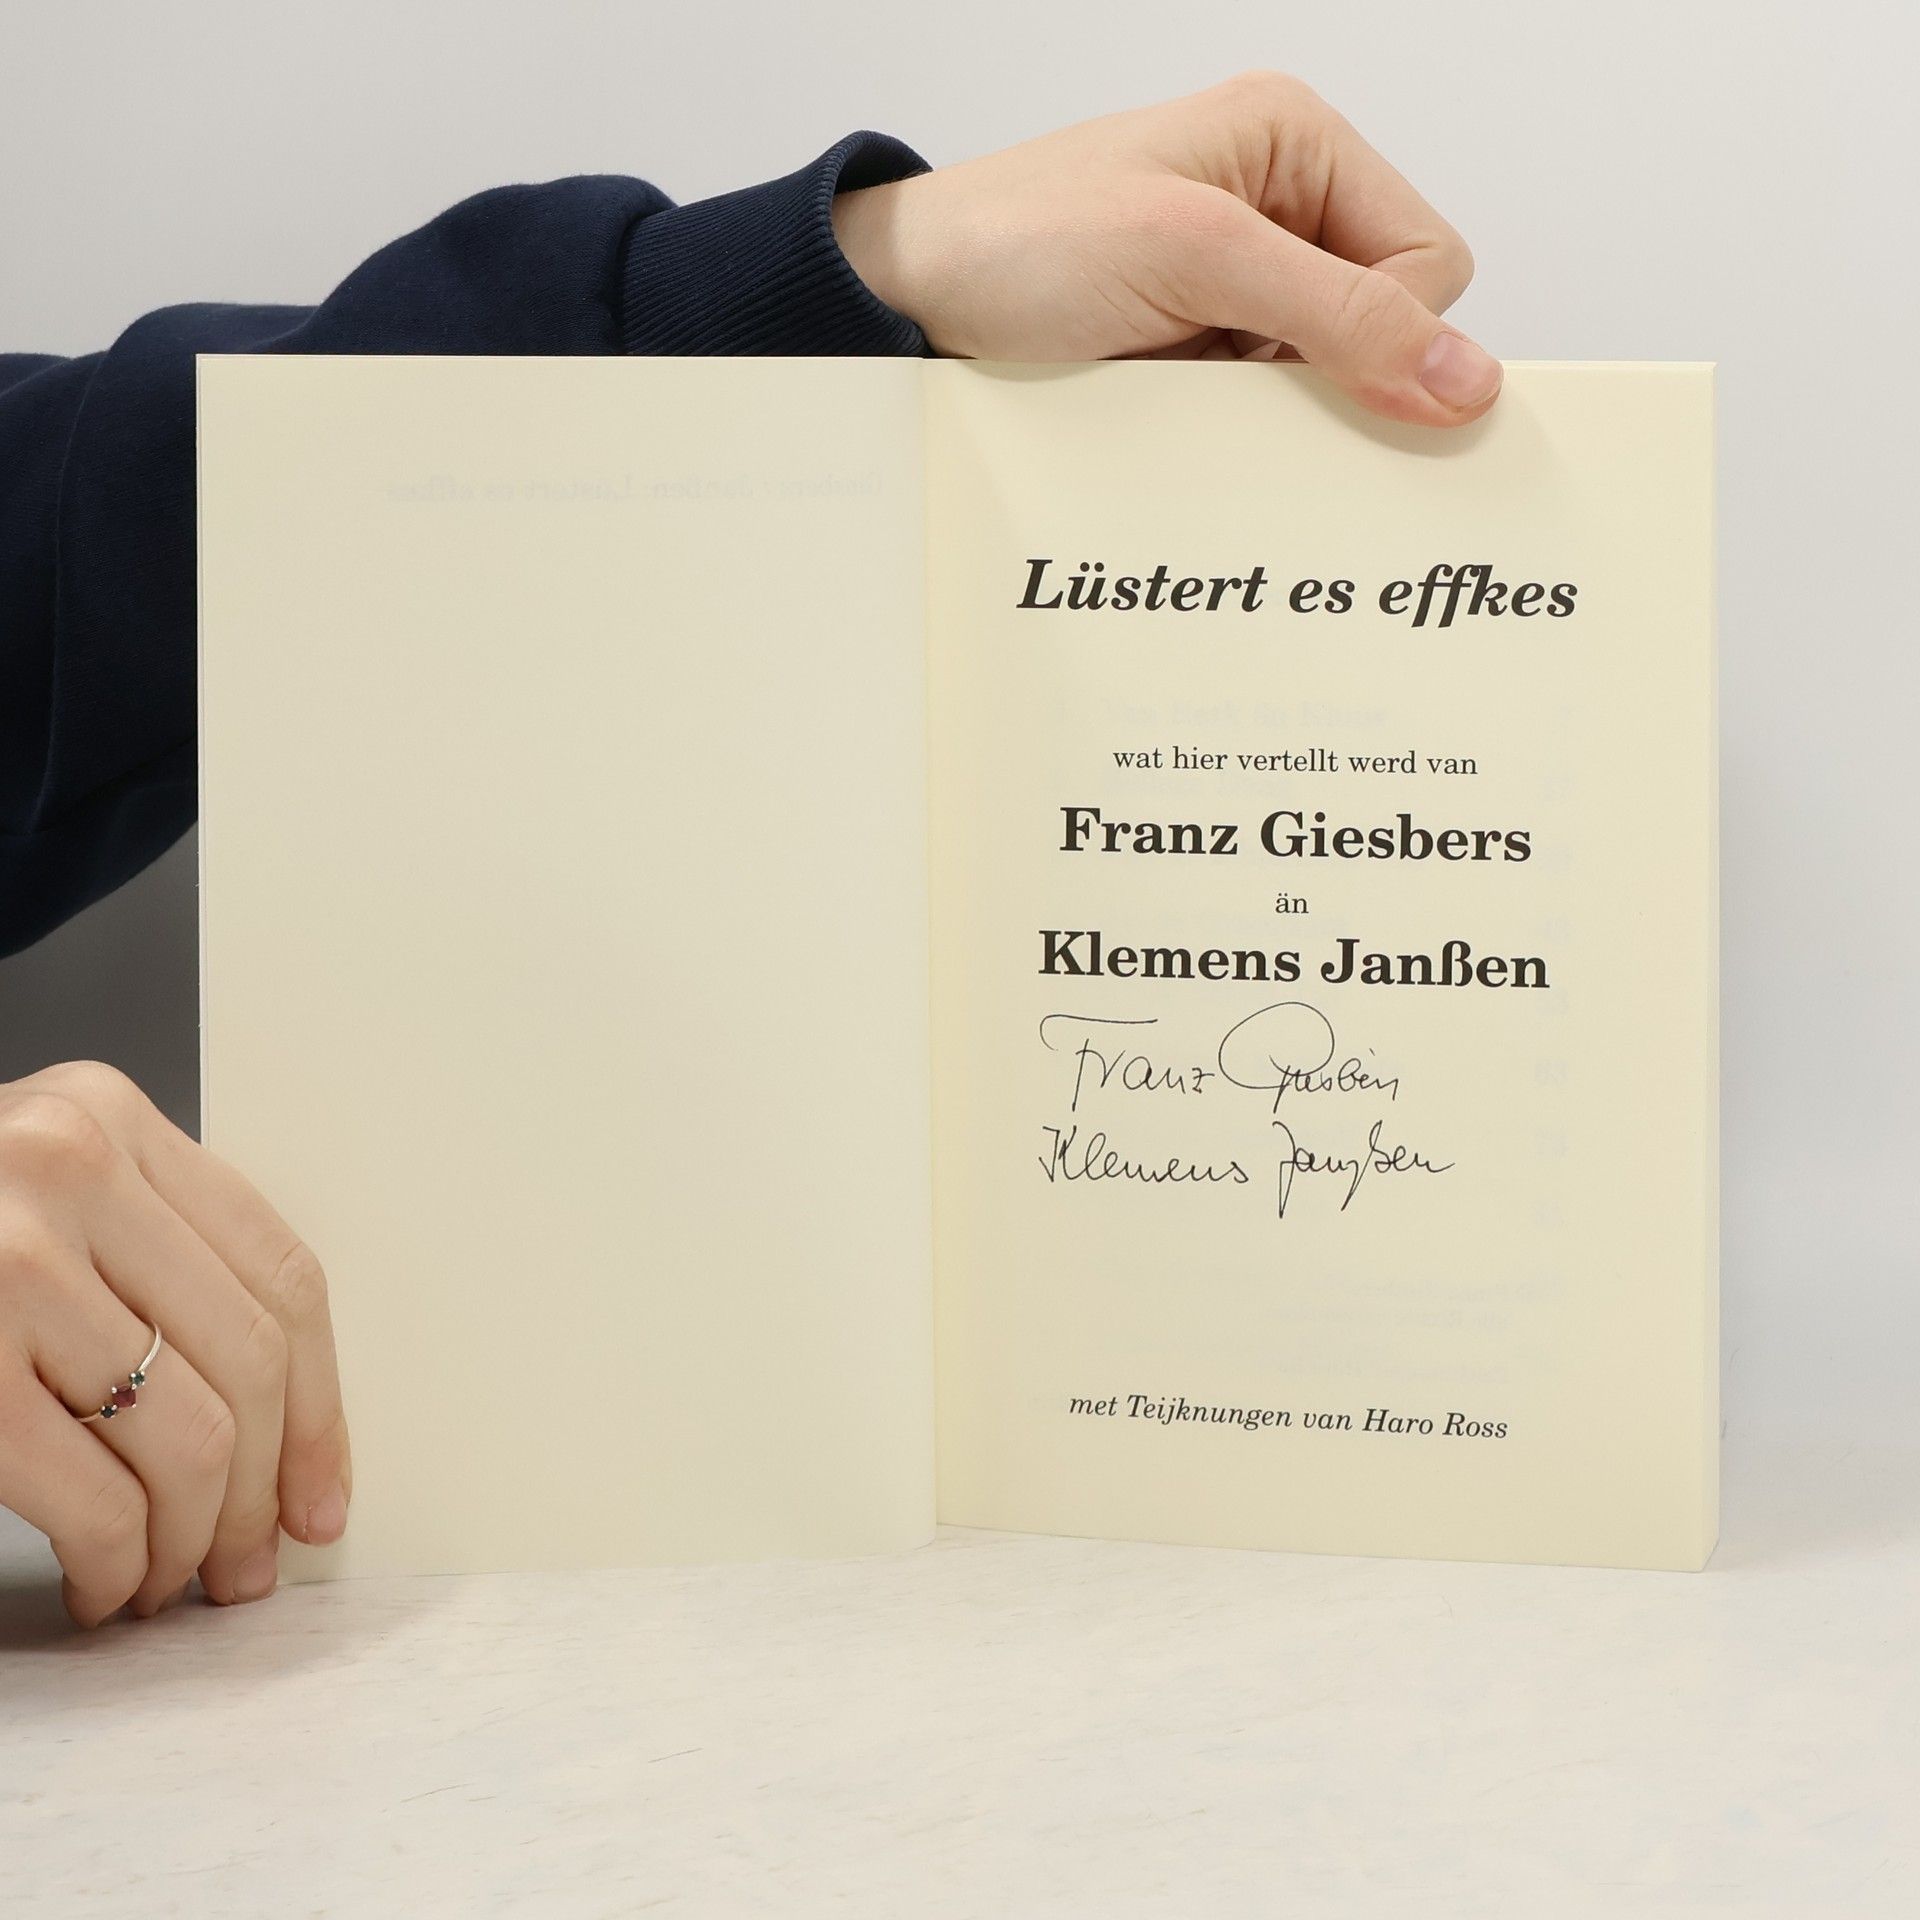 Lüstert es effkes
wat hier vertellt werd van
Franz Giesbers
än
Klemens Janßen
Franz Giesbers
Klemens Janßen
met Teijknungen van Haro Ross